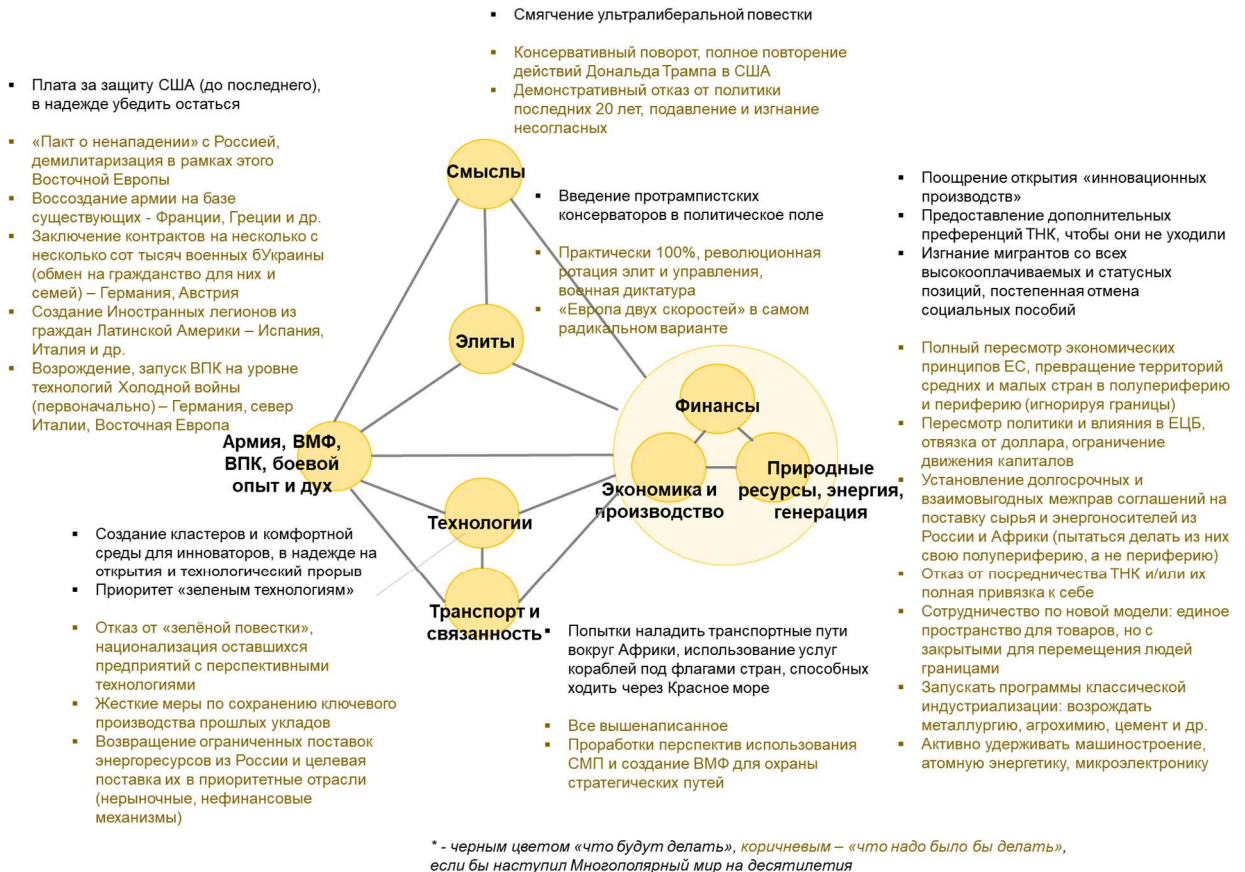 ▪ Смягчение ультралиберальной повестки
▪ Консервативный поворот, полное повторение
действий Дональда Трампа в США
▪ Демонстративный отказ от политики
последних 20 лет, подавление и изгнание
несогласных
▪ Плата за защиту США (до последнего),
в надежде убедить остаться
▪ «Пакт о ненападении» с Россией,
демилитаризация в рамках этого
Восточной Европы
▪ Воссоздание армии на базе
существующих - Франции, Греции и др.
▪ Заключение контрактов на несколько с
несколько сот тысяч военных бУкраины
(обмен на гражданство для них и
семей) – Германия, Австрия
▪ Создание Иностранных легионов из
граждан Латинской Америки – Испания,
Италия и др.
▪ Возрождение, запуск ВПК на уровне
технологий Холодной войны
(первоначально) – Германия, север
Италии, Восточная Европа
Смыслы
▪ Введение протрампистских
консерваторов в политическое поле
▪ Практически 100%, революционная
ротация элит и управления,
военная диктатура
▪ «Европа двух скоростей» в самом
радикальном варианте
Элиты
▪ Поощрение открытия «инновационных
производств»
▪ Предоставление дополнительных
преференций ТНК, чтобы они не уходили
▪ Изгнание мигрантов со всех
высокооплачиваемых и статусных
позиций, постепенная отмена
социальных пособий
▪ Полный пересмотр экономических
принципов ЕС, превращение территорий
средних и малых стран в полупериферию
и периферию (игнорируя границы)
▪ Пересмотр политики и влияния в ЕЦБ,
отвязка от доллара, ограничение
движения капиталов
▪ Установление долгосрочных и
взаимовыгодных межправ соглашений на
поставку сырья и энергоносителей из
России и Африки (пытаться делать из них
свою полупериферию, а не периферию)
▪ Отказ от посредничества ТНК и/или их
полная привязка к себе
▪ Сотрудничество по новой модели: единое
пространство для товаров, но с
закрытыми для перемещения людей
границами
▪ Запускать программы классической
индустриализации: возрождать
металлургию, агрохимию, цемент и др.
▪ Активно удерживать машиностроение,
атомную энергетику, микроэлектронику
Финансы
Армия, ВМФ,
ВПК, боевой
опыт и дух
Экономика и
производство
Природные
ресурсы, энергия,
генерация
Технологии
▪ Создание кластеров и комфортной
среды для инноваторов, в надежде на
открытия и технологический прорыв
▪ Приоритет «зеленым технологиям»
▪ Отказ от «зелёной повестки»,
национализация оставшихся
предприятий с перспективными
технологиями
▪ Жесткие меры по сохранению ключевого
производства прошлых укладов
▪ Возвращение ограниченных поставок
энергоресурсов из России и целевая
поставка их в приоритетные отрасли
(нерыночные, нефинансовые
механизмы)
Транспорт и
связанность
▪ Попытки наладить транспортные пути
вокруг Африки, использование услуг
кораблей под флагами стран, способных
ходить через Красное море
▪ Все вышенаписанное
▪ Проработки перспектив использования
СМП и создание ВМФ для охраны
стратегических путей
* - черным цветом «что будут делать», коричневым – «что надо было бы делать»,
если бы наступил Многополярный мир на десятилетия